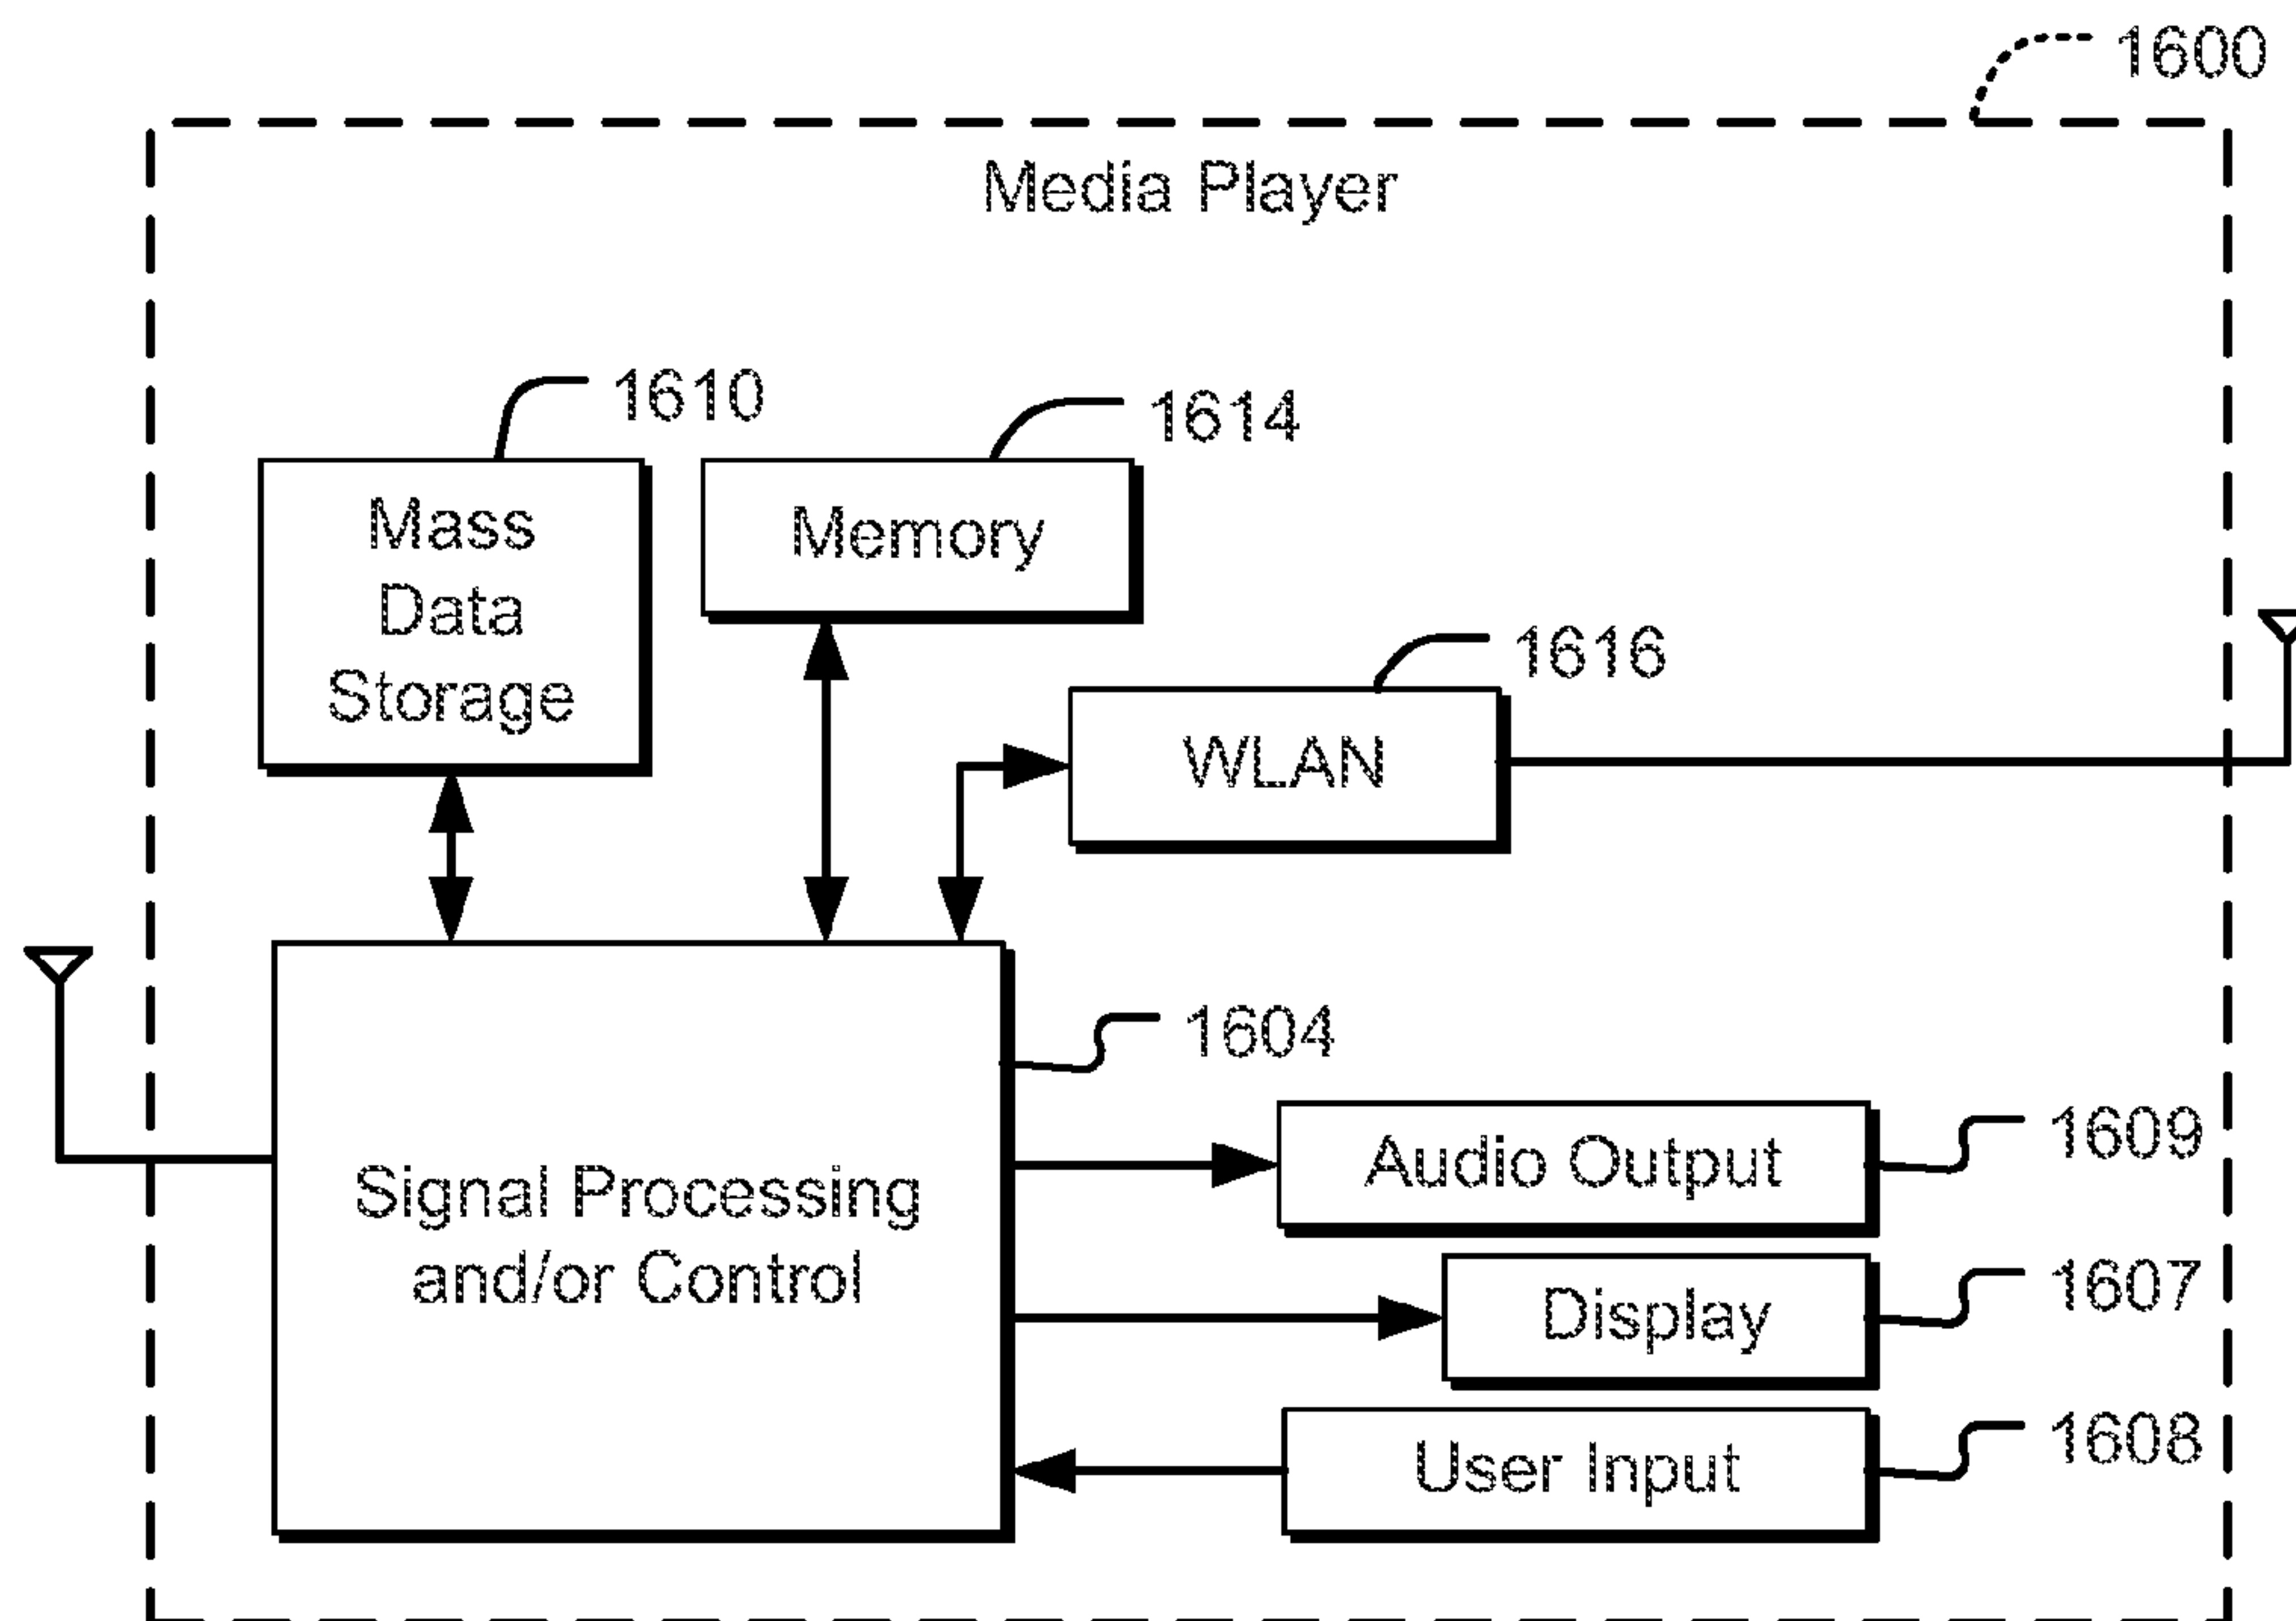 1600
Media Player
1610
1614
Mass
Data
Storage
Memory
1616
WLAN
1604
Signal Processing
and/or Control
Audio Output
1609
Display
1607
User Input
1608